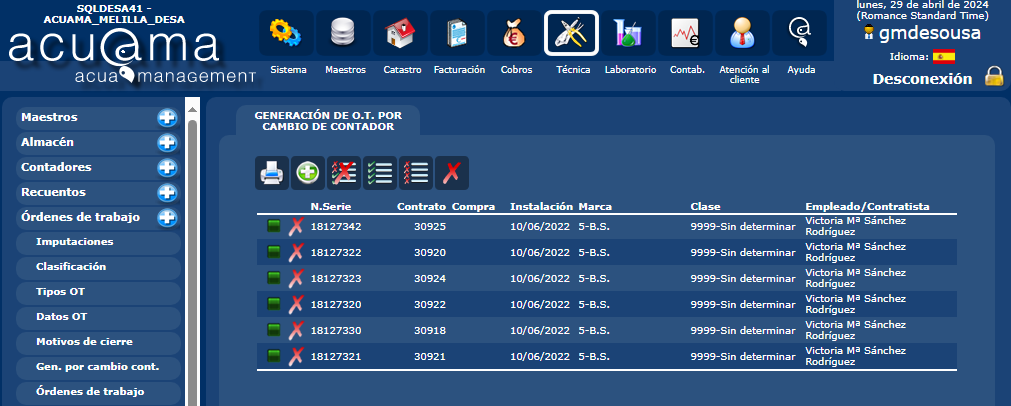 SQLDESA41 -
ACUAMA_MELILLA_DESA
acuama
acua management
Sistema
Maestros
Catastro
Facturación
Cobros
Técnica
Laboratorio
Contab.
Atención al
cliente
Ayuda
lunes, 29 de abril de 2024
(Romance Standard Time)
gmdesousa
Idioma:
Desconexión
Maestros
Almacén
Contadores
Recuentos
Órdenes de trabajo
Imputaciones
Clasificación
Tipos OT
Datos OT
Motivos de cierre
Gen. por cambio cont.
Órdenes de trabajo
GENERACIÓN DE O.T. POR
CAMBIO DE CONTADOR
N.Serie Contrato Compra Instalación Marca Clase Empleado/Contratista
18127342 30925 10/06/2022 5-B.S. 9999-Sin determinar Victoria Mª Sánchez
Rodríguez
18127322 30920 10/06/2022 5-B.S. 9999-Sin determinar Victoria Mª Sánchez
Rodríguez
18127323 30924 10/06/2022 5-B.S. 9999-Sin determinar Victoria Mª Sánchez
Rodríguez
18127320 30922 10/06/2022 5-B.S. 9999-Sin determinar Victoria Mª Sánchez
Rodríguez
18127330 30918 10/06/2022 5-B.S. 9999-Sin determinar Victoria Mª Sánchez
Rodríguez
18127321 30921 10/06/2022 5-B.S. 9999-Sin determinar Victoria Mª Sánchez
Rodríguez